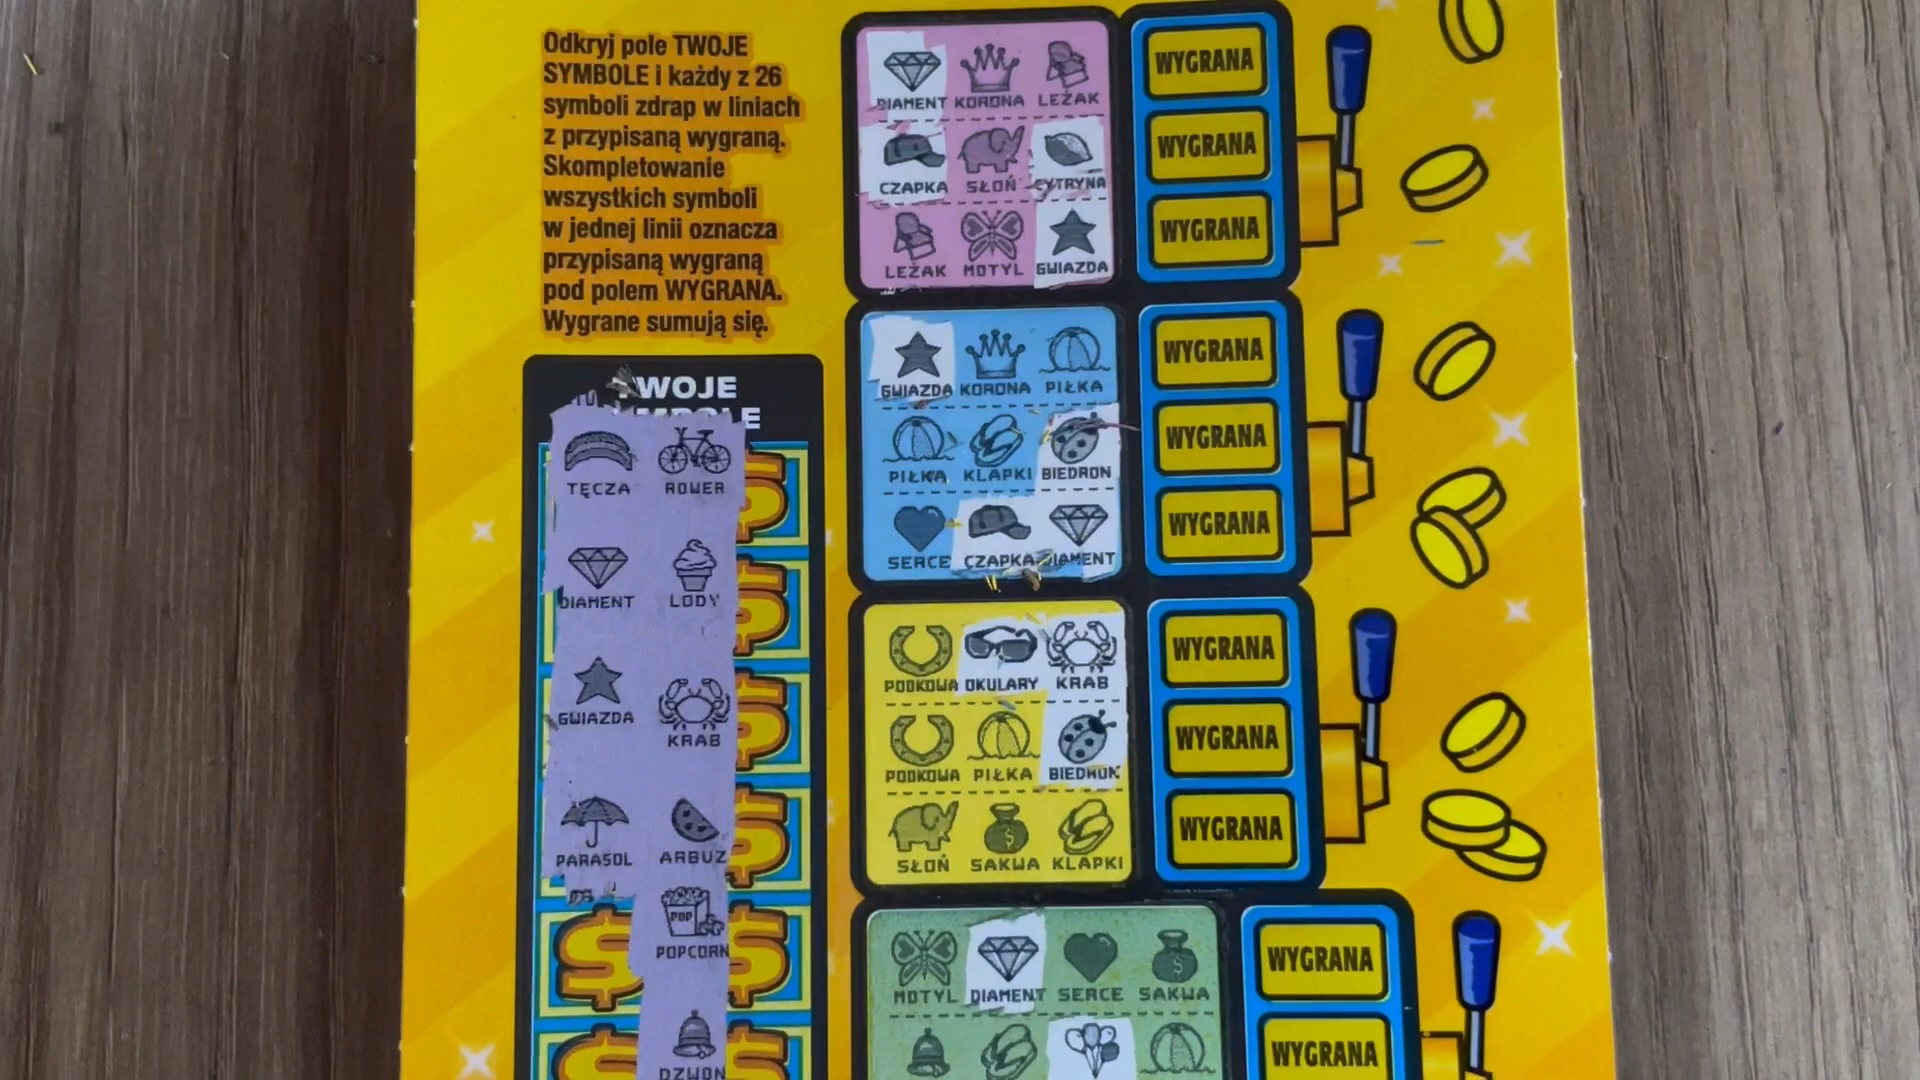 Odkryj pole TWOJE
SYMBOLE i każdy z 26
symboli zdrap w liniach
z przypisaną wygraną.
Skompletowanie
wszystkich symboli
w jednej linii oznacza
przypisaną wygraną
pod polem WYGRANA.
Wygrane sumują się.
TWOJE
TĘCZA ROWER
DIAMENT LODY
GWIAZDA KRAB
PARASOL ARBUZ
POP
POPCORN
DZWON
DIAMENT KORONA LEŻAK
CZAPKA SŁOŃ CYTRYNA
LEŻAK MOTYL GWIAZDA
WYGRANA
WYGRANA
WYGRANA
GWIAZDA KORONA PIŁKA
PIŁKA KLAPKI BIEDRON
SERCE CZAPKA DIAMENT
WYGRANA
WYGRANA
WYGRANA
PODKOWA OKULARY KRAB
PODKOWA PIŁKA BIEDRON
SŁOŃ SAKWA KLAPKI
WYGRANA
WYGRANA
WYGRANA
MOTYL DIAMENT SERCE SAKWA
WYGRANA
WYGRANA